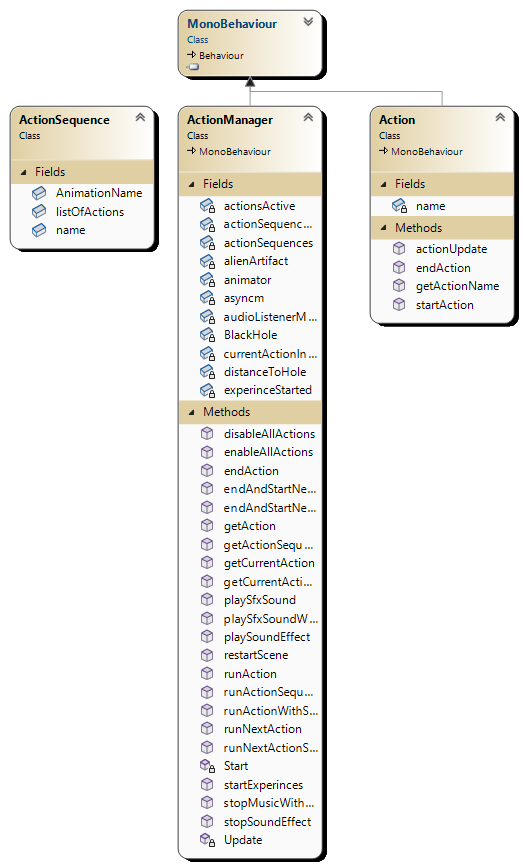 MonoBehaviour
Class
Behaviour
ActionSequence
Class
Fields
AnimationName
listOfActions
name
ActionManager
Class
MonoBehaviour
Fields
actionsActive
actionSequenc...
actionSequences
alienArtifact
animator
asyncm
audioListenerM...
BlackHole
currentActionIn...
distanceToHole
experinceStarted
Methods
disableAllActions
enableAllActions
endAction
endAndStartNe...
endAndStartNe...
getAction
getActionSequ...
getCurrentAction
getCurrentActi...
playSfxSound
playSfxSoundW...
playSoundEffect
restartScene
runAction
runActionSequ...
runActionWithS...
runNextAction
runNextActionS...
Start
startExperinces
stopMusicWith...
stopSoundEffect
Update
Action
Class
MonoBehaviour
Fields
name
Methods
actionUpdate
endAction
getActionName
startAction